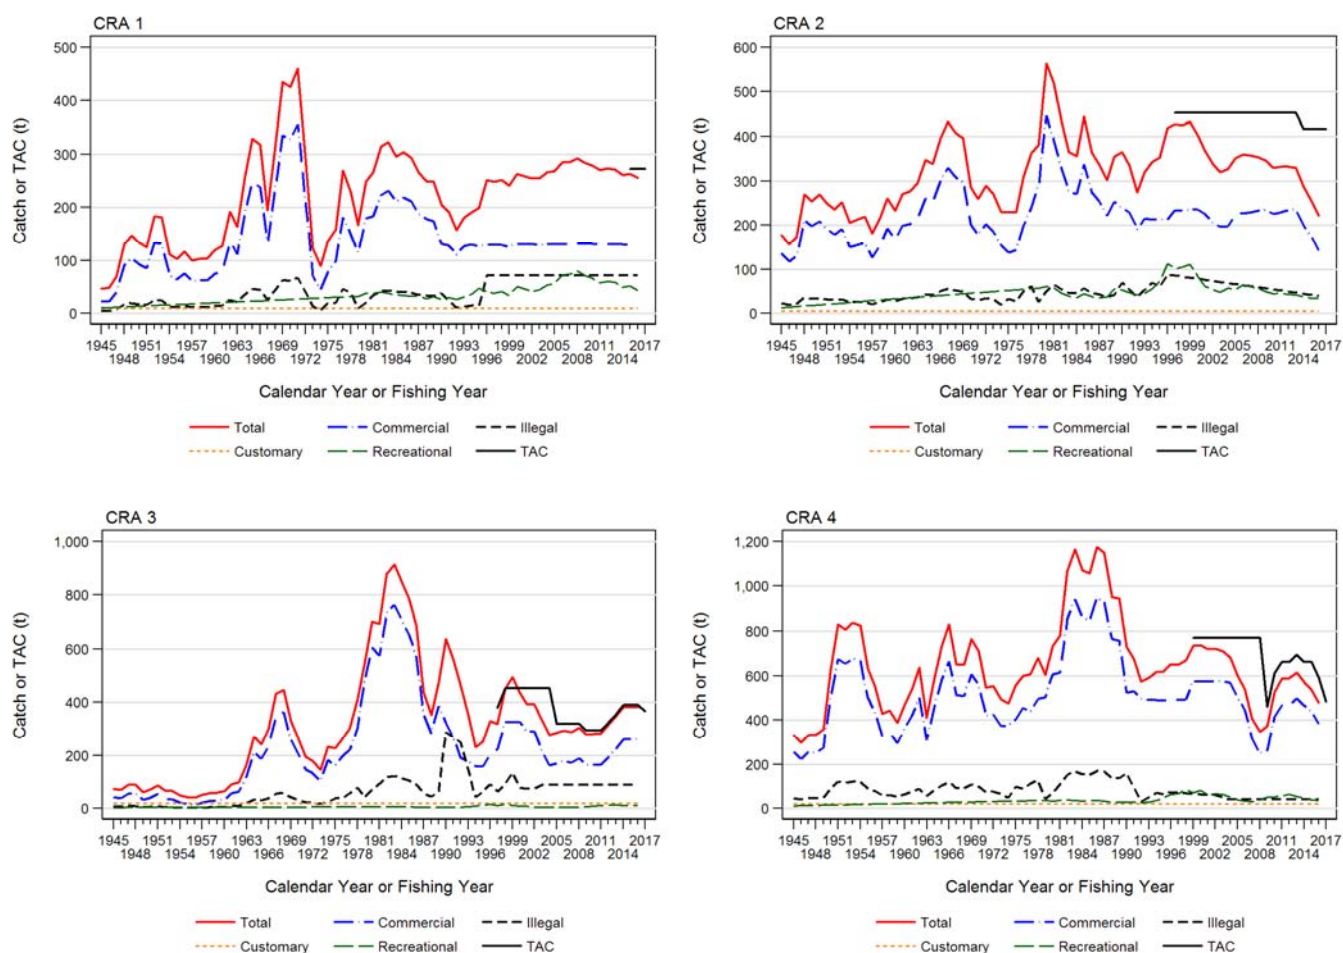 CRA 1
Catch or TAC (t)
500
400
300
200
100
0
1945 1951 1957 1963 1969 1975 1981 1987 1993 1999 2005 2011 2017
1948 1954 1960 1966 1972 1978 1984 1990 1996 2002 2008 2014
Calendar Year or Fishing Year
Total Commercial Illegal
Customary Recreational TAC
CRA 2
Catch or TAC (t)
600
500
400
300
200
100
0
1945 1951 1957 1963 1969 1975 1981 1987 1993 1999 2005 2011 2017
1948 1954 1960 1966 1972 1978 1984 1990 1996 2002 2008 2014
Calendar Year or Fishing Year
Total Commercial Illegal
Customary Recreational TAC
CRA 3
Catch or TAC (t)
1,000
800
600
400
200
0
1945 1951 1957 1963 1969 1975 1981 1987 1993 1999 2005 2011 2017
1948 1954 1960 1966 1972 1978 1984 1990 1996 2002 2008 2014
Calendar Year or Fishing Year
Total Commercial Illegal
Customary Recreational TAC
CRA 4
Catch or TAC (t)
1,200
1,000
800
600
400
200
0
1945 1951 1957 1963 1969 1975 1981 1987 1993 1999 2005 2011 2017
1948 1954 1960 1966 1972 1978 1984 1990 1996 2002 2008 2014
Calendar Year or Fishing Year
Total Commercial Illegal
Customary Recreational TAC